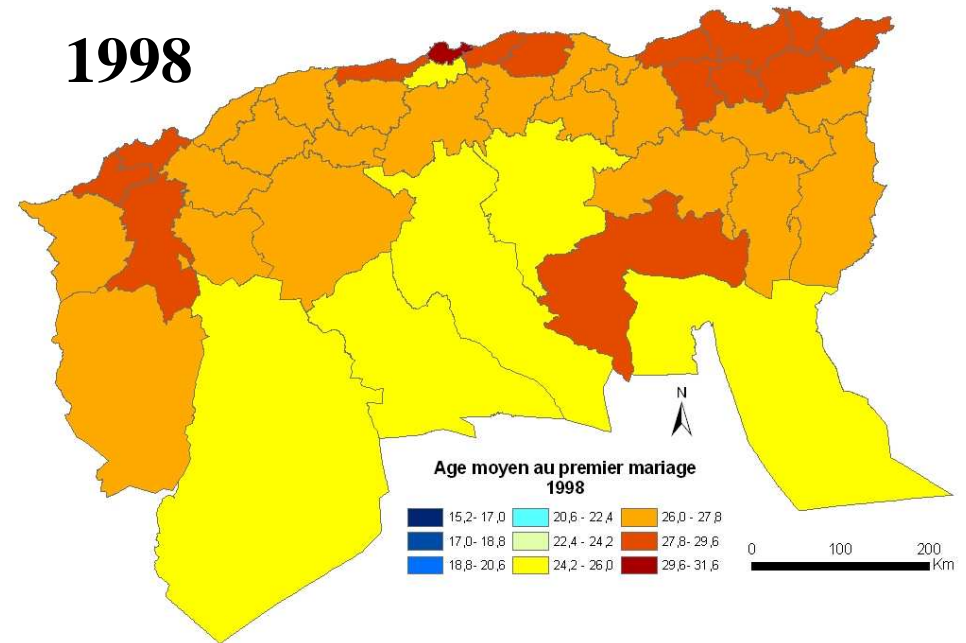 1998
N
Age moyen au premier mariage
1998
15,2- 17,0 20,6 - 22,4 26,0 - 27,8
17,0 - 18,8 22,4 - 24,2 27,8- 29,6
18,8- 20,6 24,2 - 26,0 29,6- 31,6
0 100 200
Km